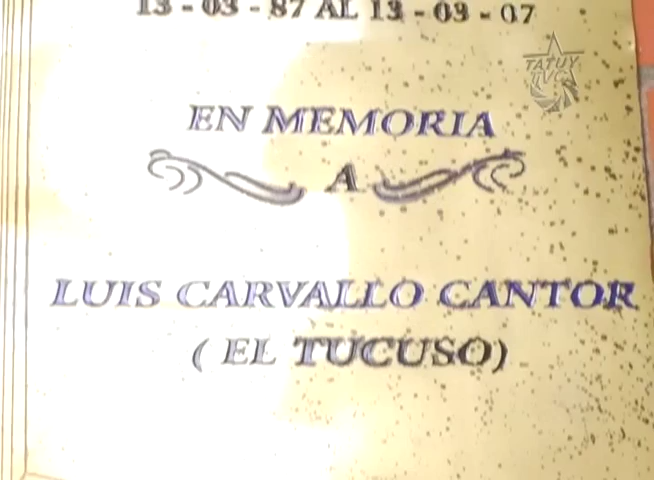 13 - 03 - 87 AL 13 - 03 - 07
TATUY
TVC
EN MEMORIA
A
LUIS CARVALLO CANTOR
( EL TUCUSO)